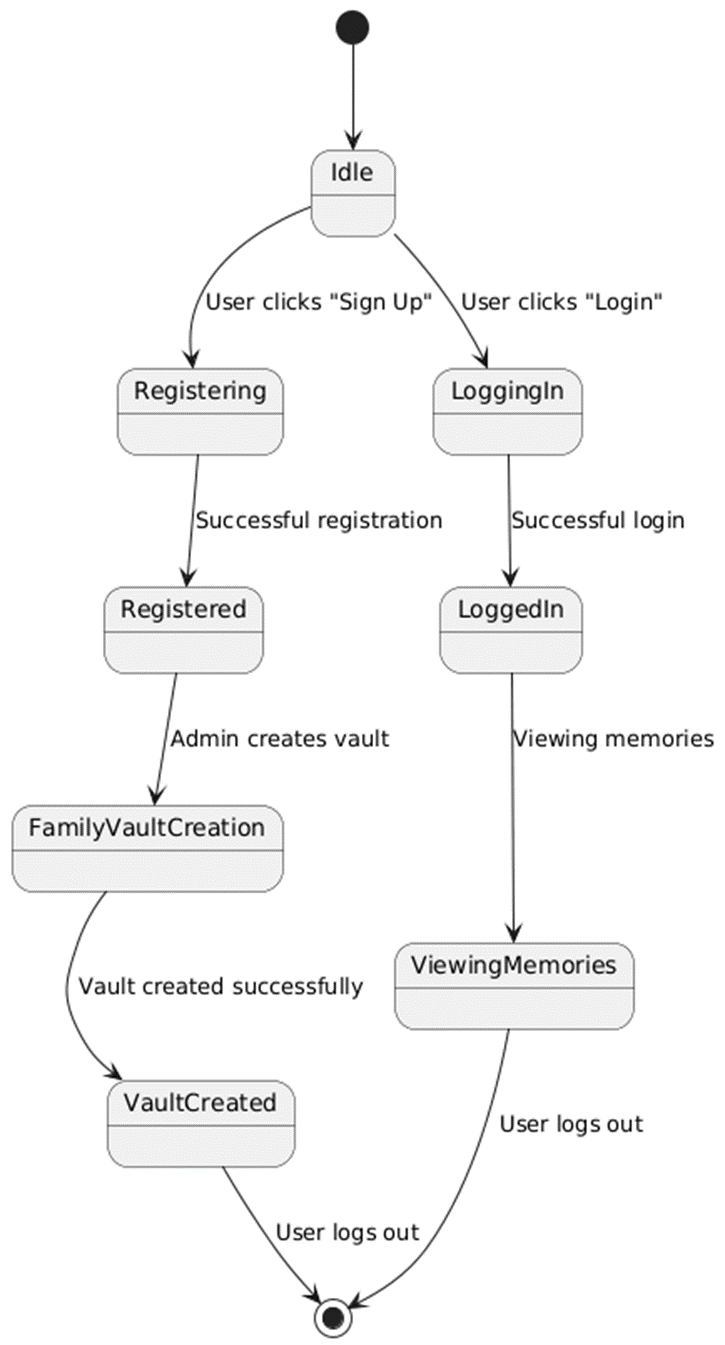 Idle
User clicks "Sign Up"
User clicks "Login"
Registering
LoggingIn
Successful registration
Successful login
Registered
LoggedIn
Admin creates vault
Viewing memories
FamilyVaultCreation
ViewingMemories
Vault created successfully
VaultCreated
User logs out
User logs out